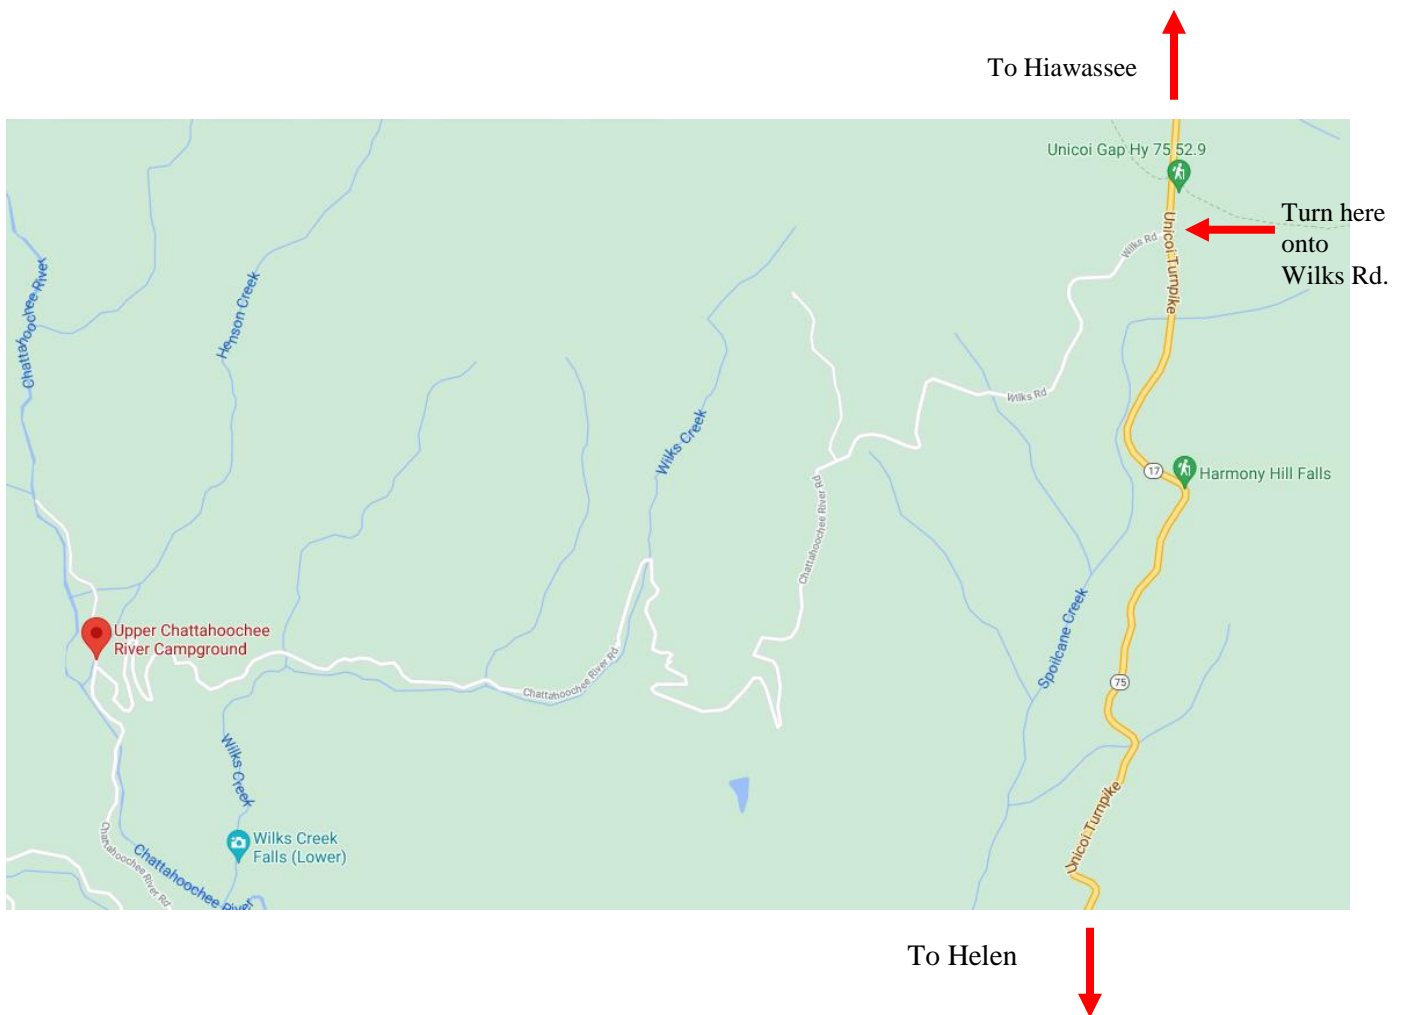 To Hiawassee
Unicoi Gap Hy 75 52.9
Turn here
onto
Wilks Rd.
Wilks Rd
Unicoi Turnpike
Chattahoochee River
Henson Creek
Wilks Rd
Wilks Creek
17
Harmony Hill Falls
Chattahoochee River Rd
Spoilcane Creek
Upper Chattahoochee
River Campground
Chattahoochee River Rd
75
Wilks Creek
Unicoi Turnpike
Wilks Creek
Falls (Lower)
Chattahoochee River Rd
Chattahoochee River
To Helen